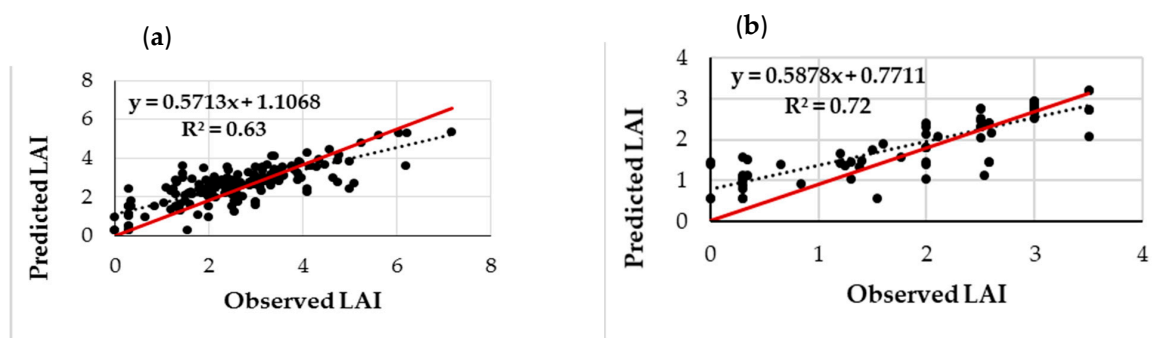 (a)
8
6
4
2
0
y = 0.5713x + 1.1068
R² = 0.63
Predicted LAI
0 2 4 6 8
Observed LAI
(b)
4
3
2
1
0
y = 0.5878x + 0.7711
R² = 0.72
Predicted LAI
0 1 2 3 4
Observed LAI